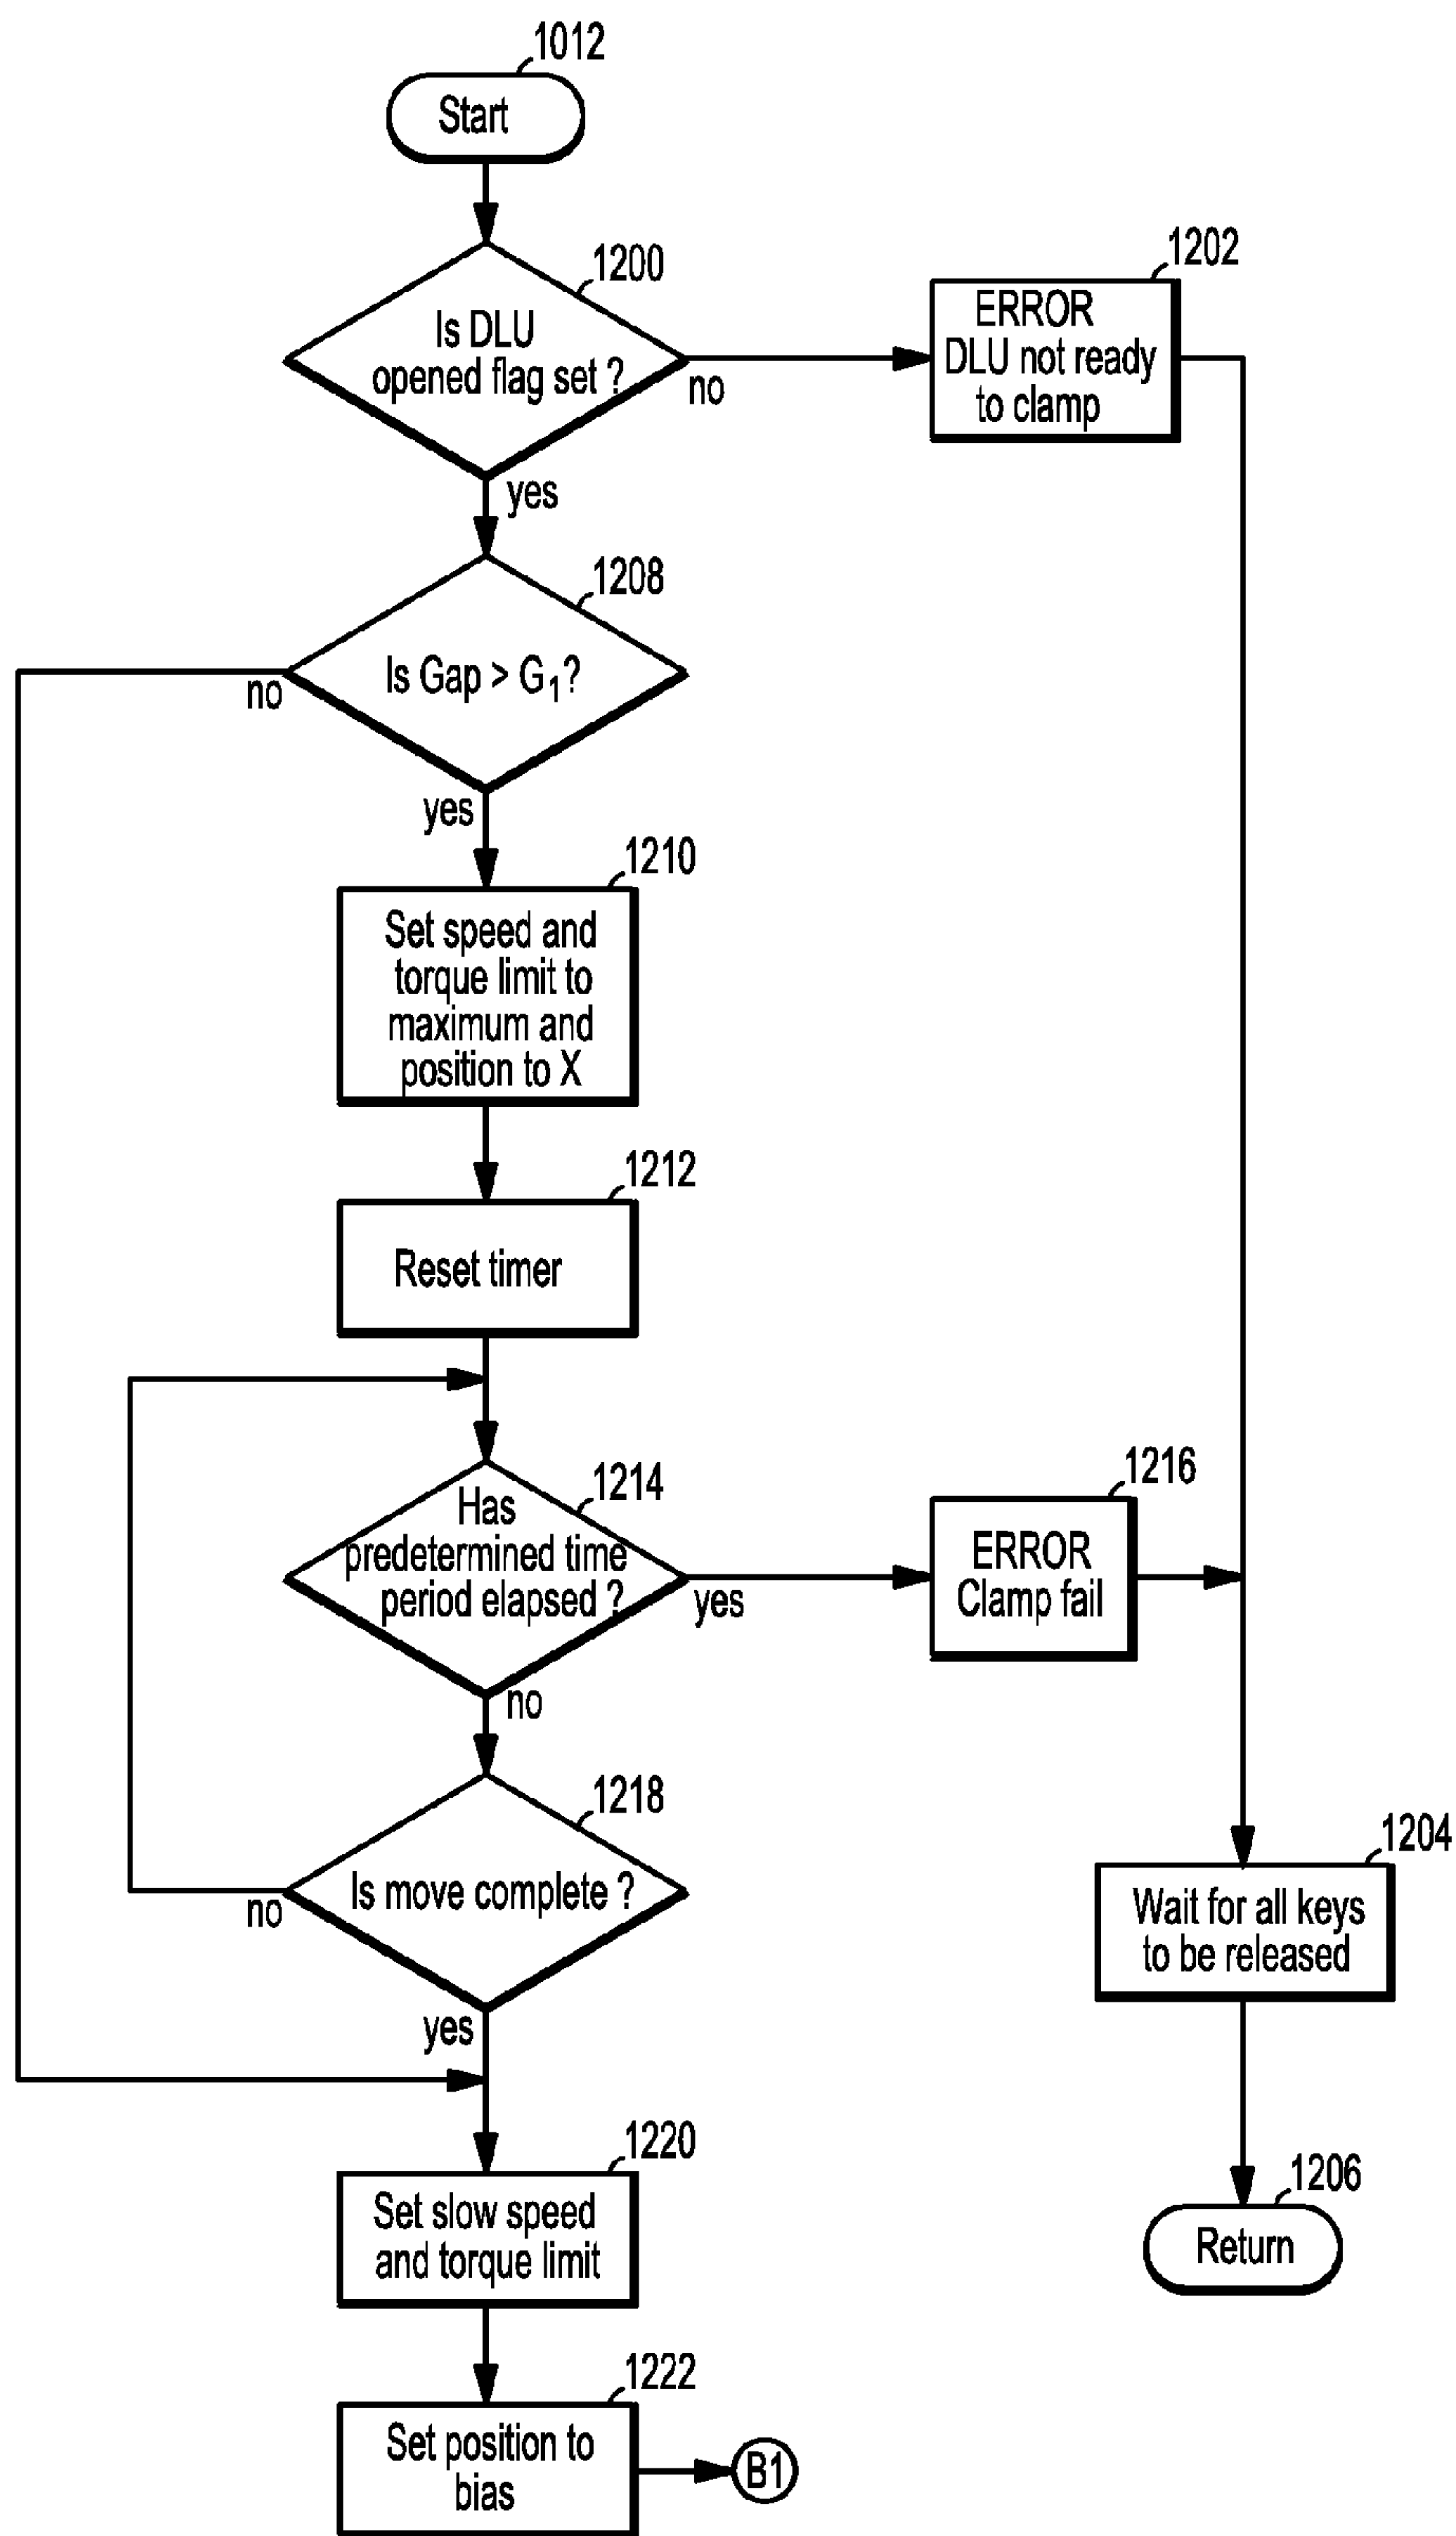 1012
Start
1200
Is DLU
opened flag set ?
no
yes
1202
ERROR
DLU not ready
to clamp
1208
Is Gap > G1?
no
yes
1210
Set speed and
torque limit to
maximum and
position to X
1212
Reset timer
1214
Has
predetermined time
period elapsed ?
yes
no
1216
ERROR
Clamp fail
1218
Is move complete ?
no
yes
1204
Wait for all keys
to be released
1206
Return
1220
Set slow speed
and torque limit
1222
Set position to
bias
B1